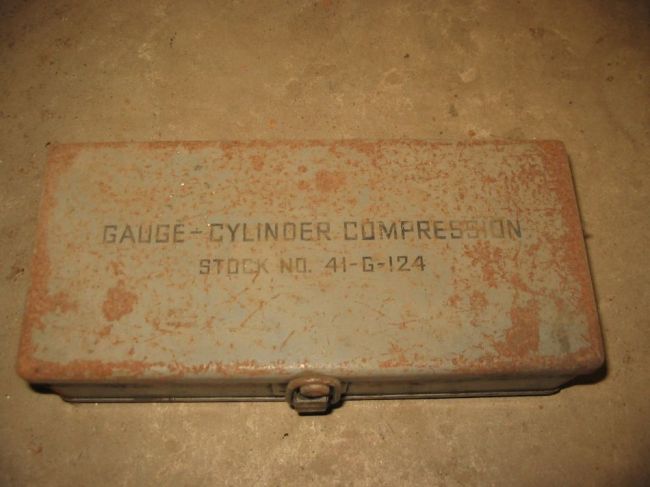 GAUGE-CYLINDER COMPRESSION
STOCK NO. 41-G-124